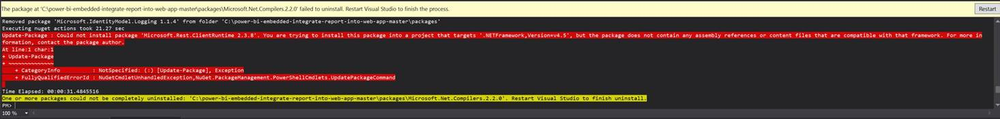 The package at 'C:\power-bi-embedded-integrate-report-into-web-app-master\packages\Microsoft.Net.Compilers.2.2.0' failed to uninstall. Restart Visual Studio to finish the process. Restart
Removed package 'Microsoft.IdentityModel.Logging 1.1.4' from folder 'C:\power-bi-embedded-integrate-report-into-web-app-master\packages'
Executing nuget actions took 21.27 sec
Update-Package : Could not install package 'Microsoft.Rest.ClientRuntime 2.3.8'. You are trying to install this package into a project that targets '.NETFramework,Version=v4.5', but the package does not contain any assembly references or content files that are compatible with that framework. For more in
formation, contact the package author.
At line:1 char:1
+ Update-Package
+ ~~~~~~~~~~~~~~
    + CategoryInfo          : NotSpecified: (:) [Update-Package], Exception
    + FullyQualifiedErrorId : NuGetCmdletUnhandledException,NuGet.PackageManagement.PowerShellCmdlets.UpdatePackageCommand
Time Elapsed: 00:00:31.4845516
One or more packages could not be completely uninstalled: 'C:\power-bi-embedded-integrate-report-into-web-app-master\packages\Microsoft.Net.Compilers.2.2.0'. Restart Visual Studio to finish uninstall.
PM>
100 %